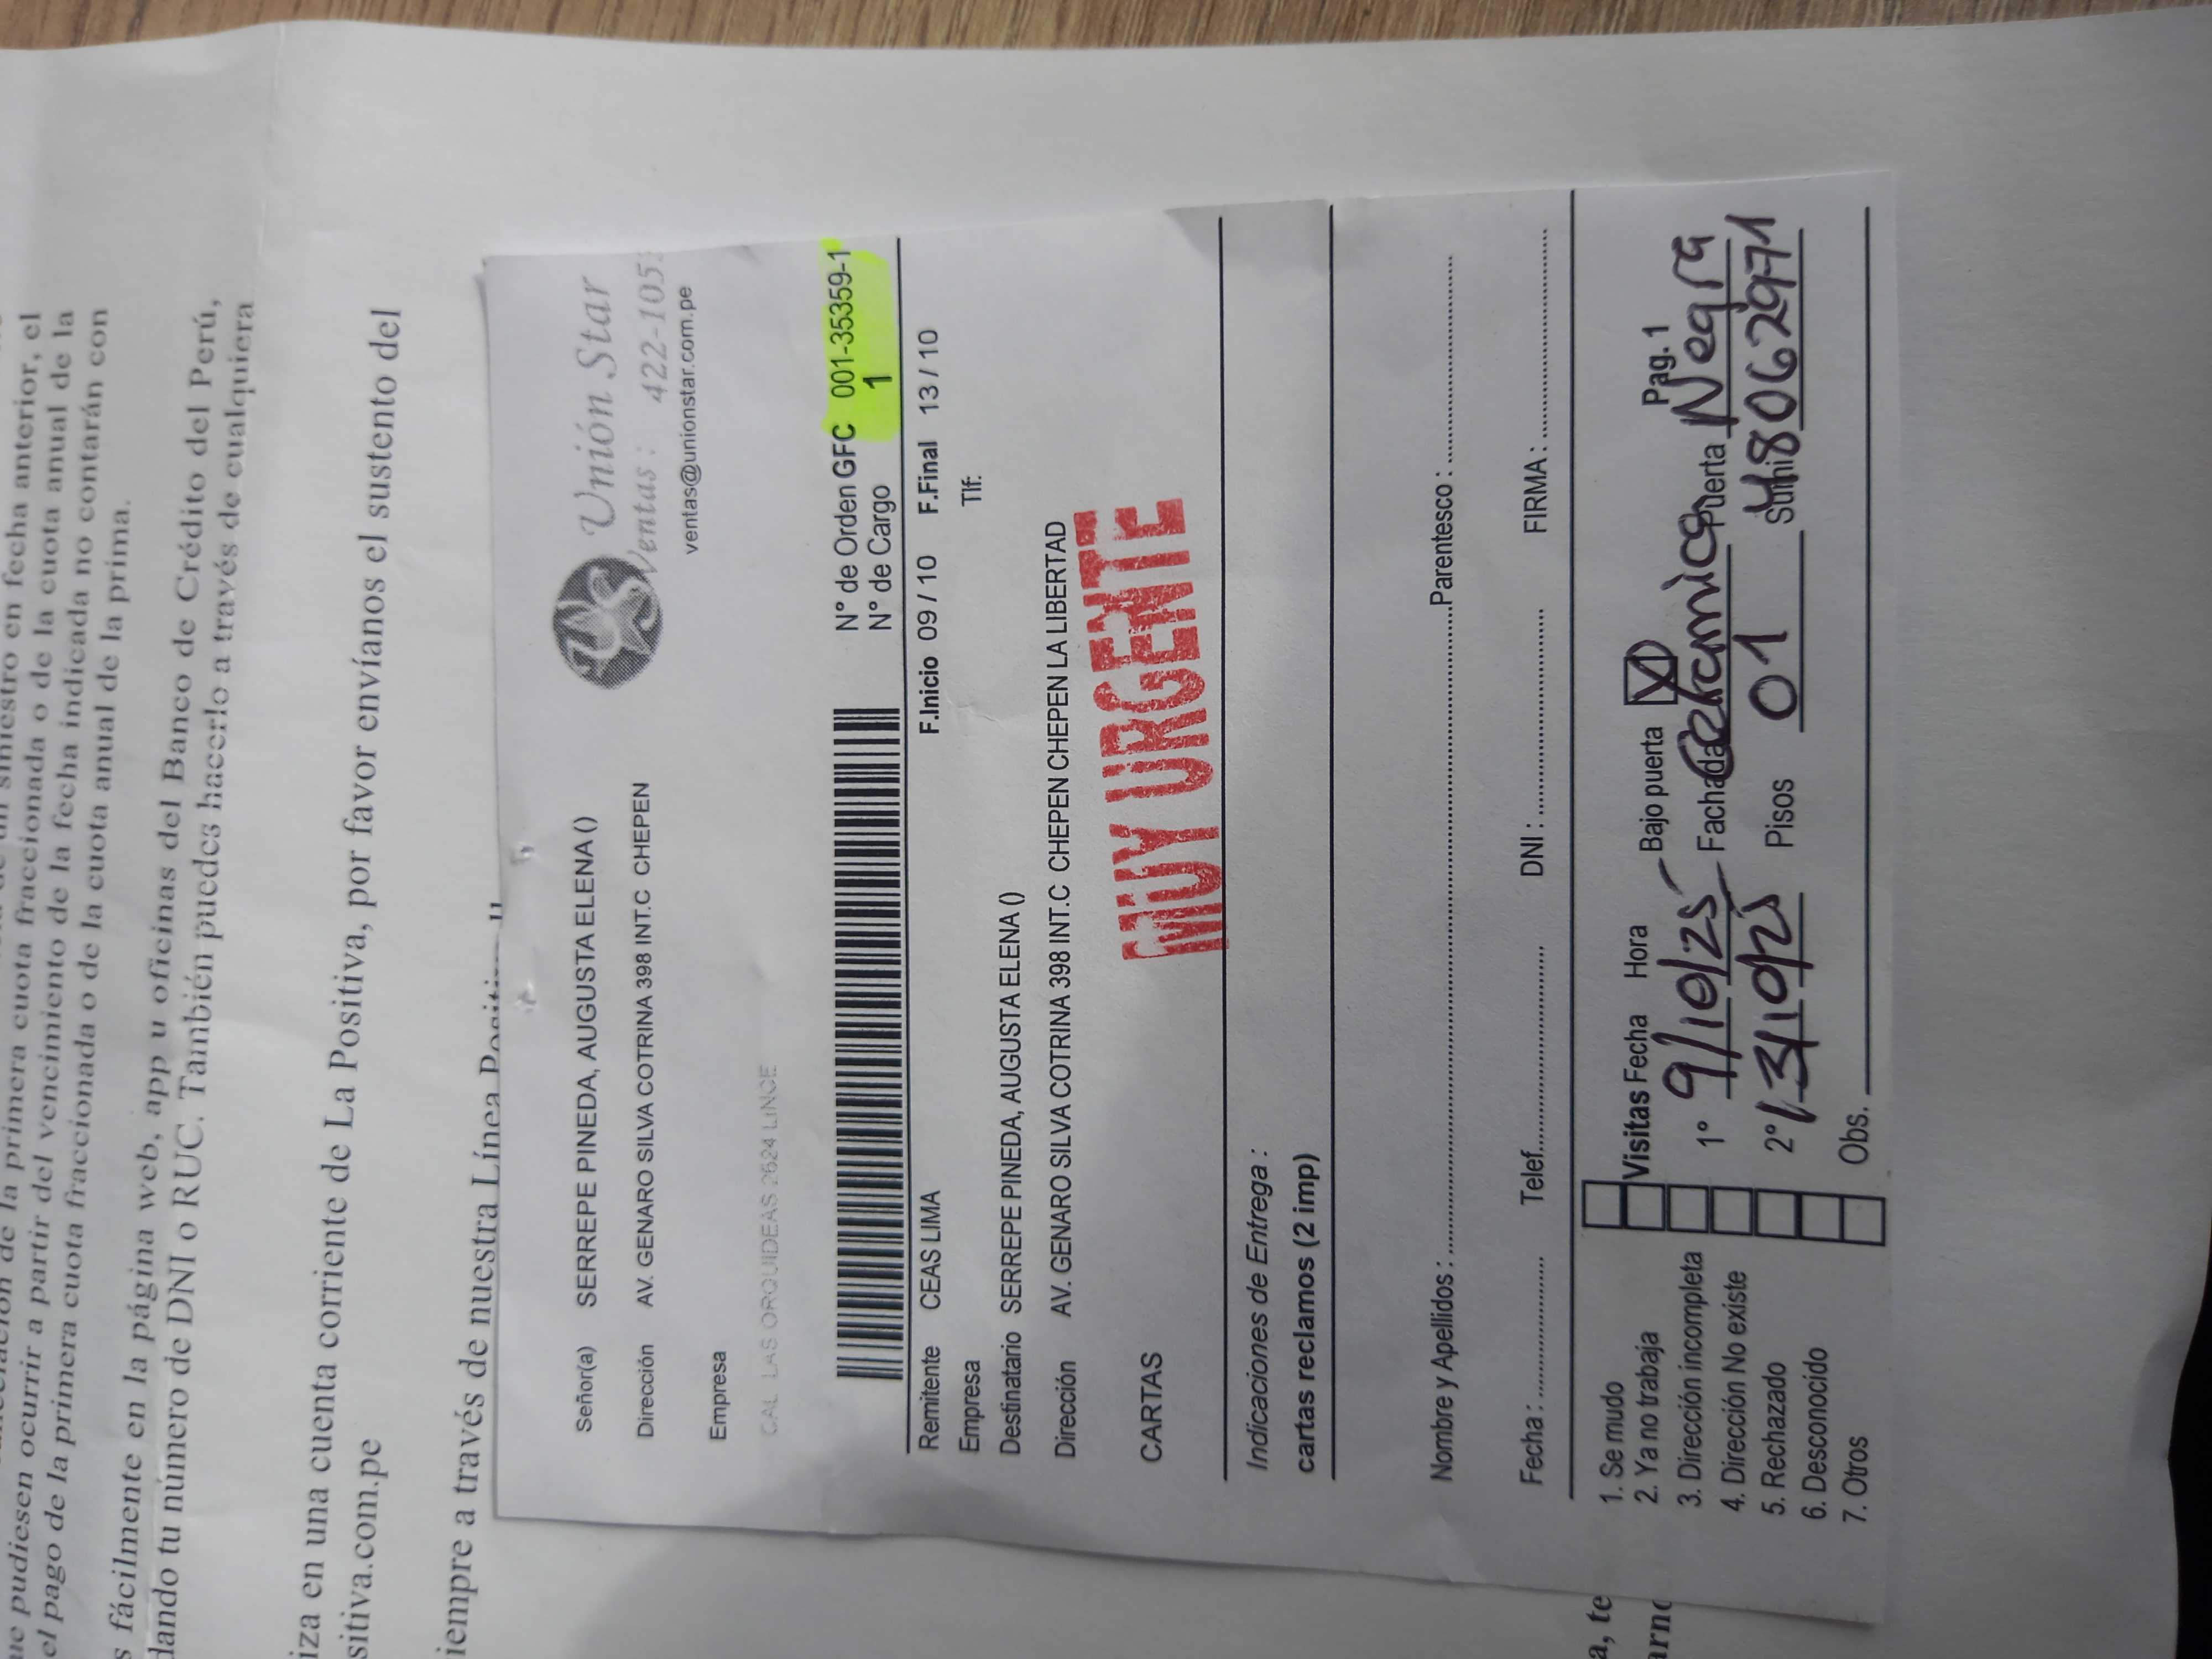 ue pudiesen ocurrir a partir del vencimiento de la fecha indicada no contarán con
el pago de la primera cuota fraccionada o de la cuota anual de la prima.
s fácilmente en la página web, app u oficinas del Banco de Crédito del Perú,
dando tu número de DNI o RUC. También puedes hacerlo a través de cualquiera
iza en una cuenta corriente de La Positiva, por favor envíanos el sustento del
sitiva.com.pe
iempre a través de nuestra Línea
Unión Star
Ventas : 422-105
ventas@unionstar.com.pe
Señor(a) SERREPE PINEDA, AUGUSTA ELENA ()
Dirección AV. GENARO SILVA COTRINA 398 INT.C CHEPEN
Empresa
CAL LAS ORQUIDEAS 2624 LINCE
N° de Orden GFC 001-35359-1
N° de Cargo 1
F.Inicio 09 / 10 F.Final 13 / 10
Remitente CEAS LIMA
Empresa Tlf:
Destinatario SERREPE PINEDA, AUGUSTA ELENA ()
Dirección AV. GENARO SILVA COTRINA 398 INT.C CHEPEN CHEPEN LA LIBERTAD
CARTAS
MUY URGENTE
Indicaciones de Entrega :
cartas reclamos (2 imp)
Nombre y Apellidos : Parentesco :
Fecha : Telef. DNI : FIRMA :
1. Se mudo
2. Ya no trabaja
3. Dirección incompleta
4. Dirección No existe
5. Rechazado
6. Desconocido
7. Otros
Visitas Fecha Hora Bajo puerta X Pag.1
1° 9/10/25 Fachada Ceramico Puerta Negra
2° 13/10/25 Pisos 01 Sumi 48062971
Obs.